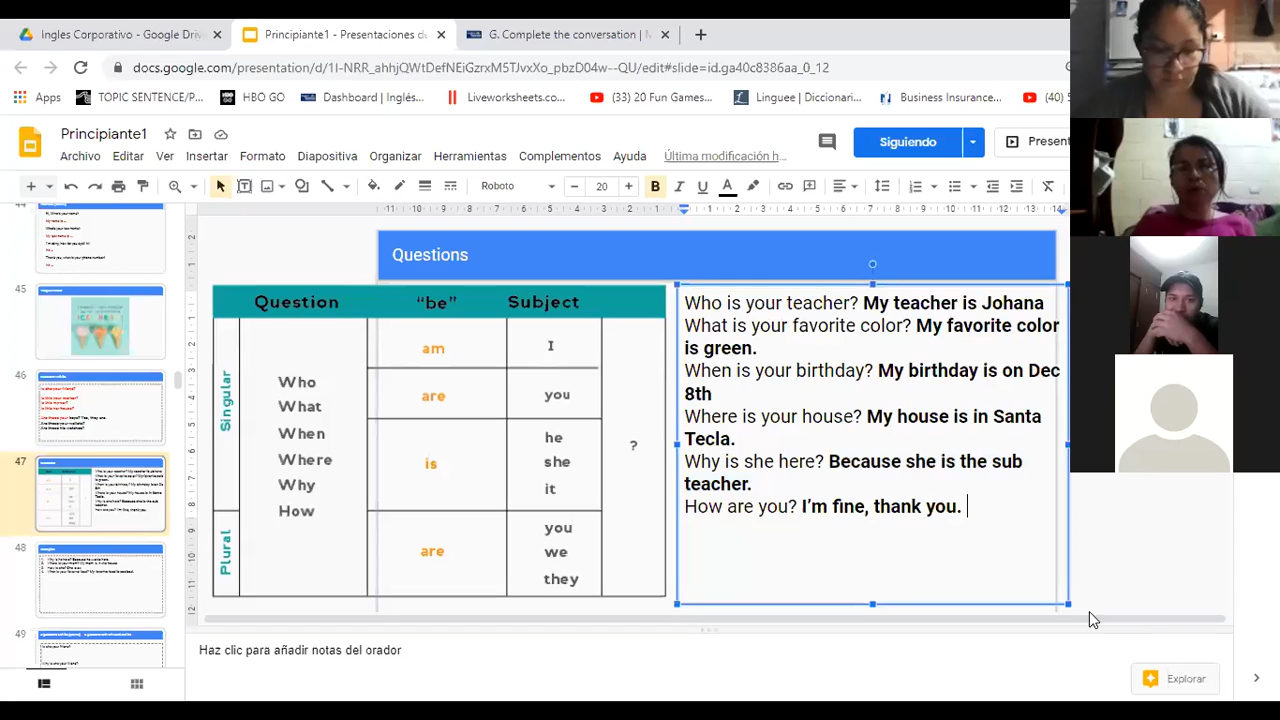 Ingles Corporativo - Google Driv
Principiante1 - Presentaciones de
G. Complete the conversation | M
docs.google.com/presentation/d/
/edit#slide=id.ga40c8386aa_0_12
Apps
TOPIC SENTENCE/P...
HBO GO
Dashboard | Inglés...
Liveworksheets.co...
(33) 20 Fun Games...
Linguee | Diccionari...
Business Insurance...
(40) 5
Principiante1
Archivo Editar Ver Insertar Formato Diapositiva Organizar Herramientas Complementos Ayuda
Última modificación h...
Siguiendo
Present
Roboto
20
Questions
Question "be" Subject
Singular
Plural
Who
What
When
Where
Why
How
am
are
is
are
I
you
he
she
it
you
we
they
?
Who is your teacher? My teacher is Johana
What is your favorite color? My favorite color
is green.
When is your birthday? My birthday is on Dec
8th
Where is your house? My house is in Santa
Tecla.
Why is she here? Because she is the sub
teacher.
How are you? I'm fine, thank you.
45
46
47
48
49
Haz clic para añadir notas del orador
Explorar